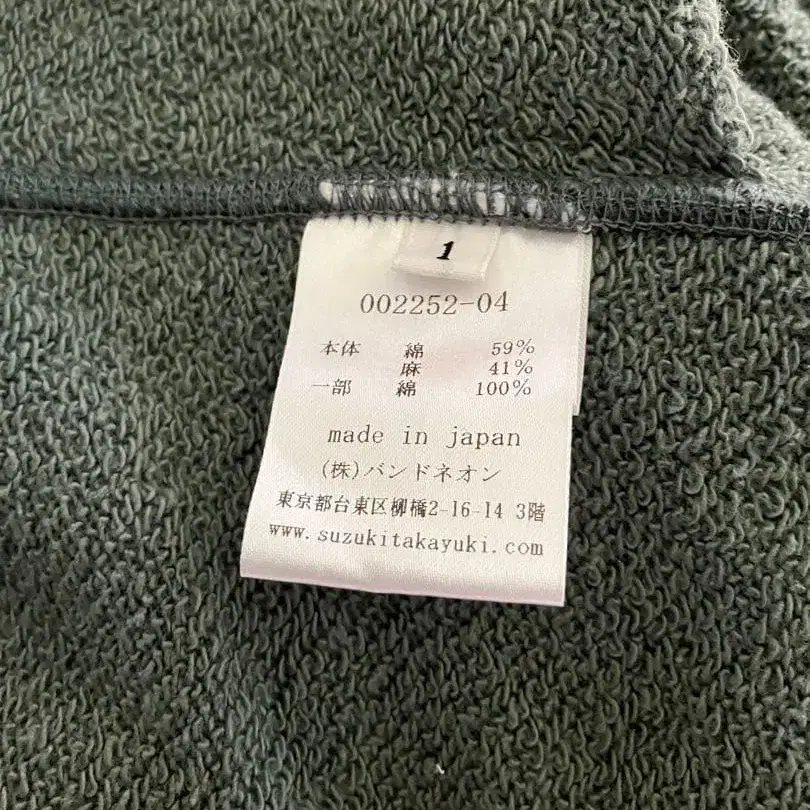 1
002252-04
本体 綿 59%
麻 41%
一部 綿 100%
made in japan
(株)バンドネオン
東京都台東区柳橋2-16-14 3階
www.suzukitakayuki.com